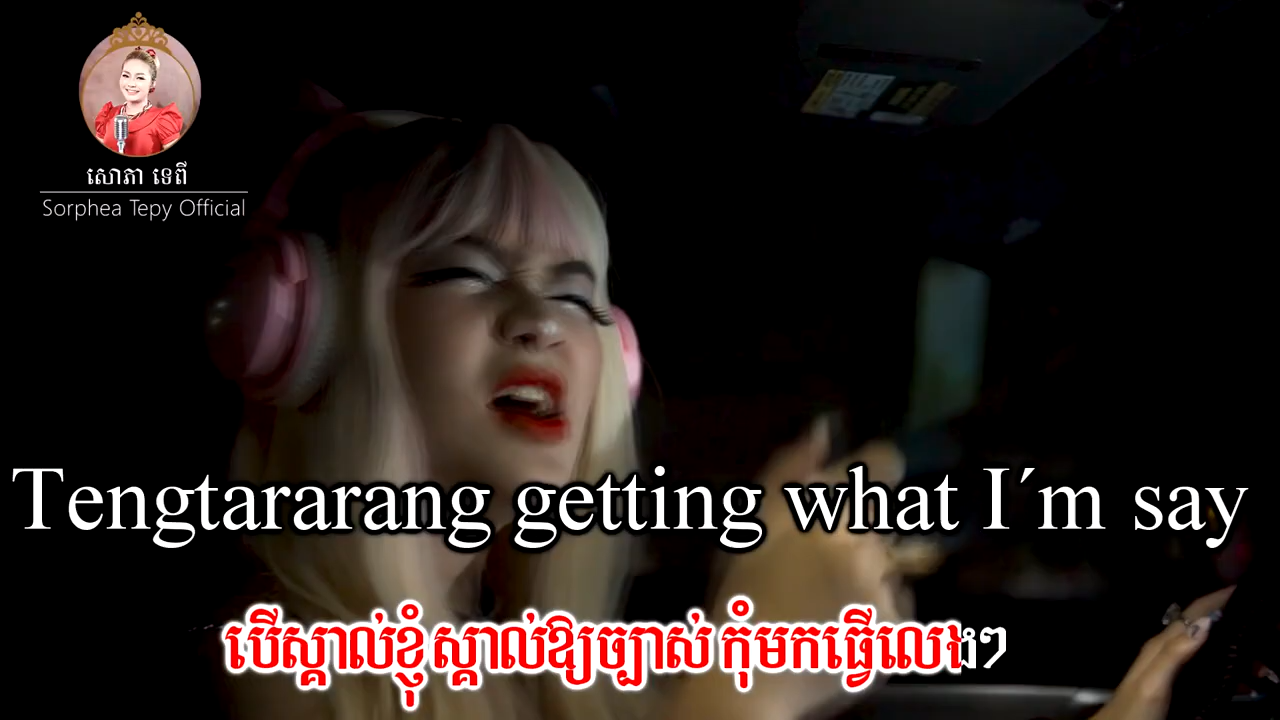 សោភា ទេពី
Sorphea Tepy Official
Tengtararang getting what I´m say
បើស្គាល់ខ្ញុំស្គាល់ឱ្យច្បាស់ កុំមកធ្វើលេងៗ